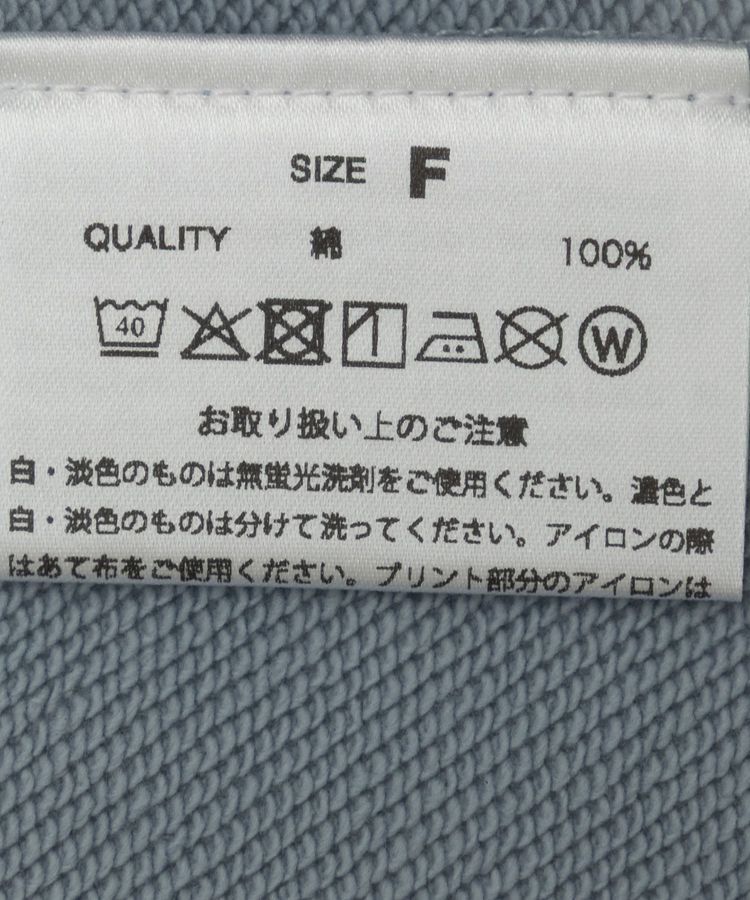 SIZE F
QUALITY 綿 100%
40
W
お取り扱い上のご注意
白・淡色のものは無蛍光洗剤をご使用ください。濃色と
白・淡色のものは分けて洗ってください。アイロンの際
はあて布をご使用ください。プリント部分のアイロンは